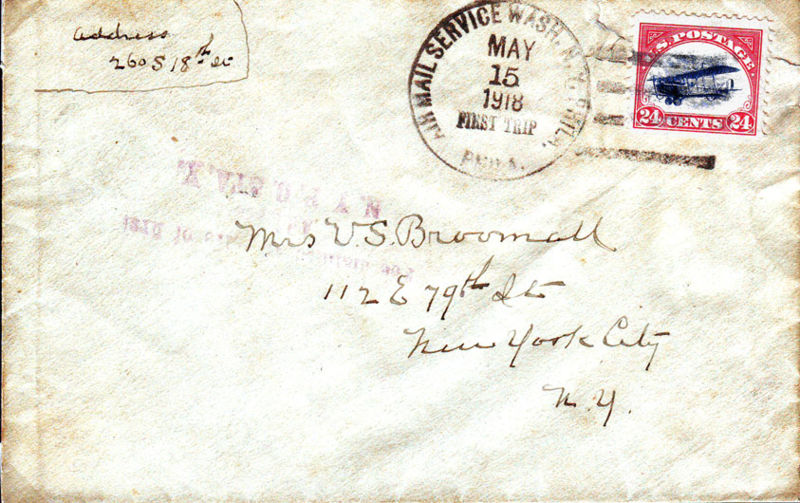 address
260 S 18th St
AIR MAIL SERVICE WASH. N.Y. PHILA.
MAY
15
1918
FIRST TRIP
PHILA.
U.S. POSTAGE
24 CENTS 24
Mrs V. S. Broomall
112 E 79th St
New York City
N. Y.